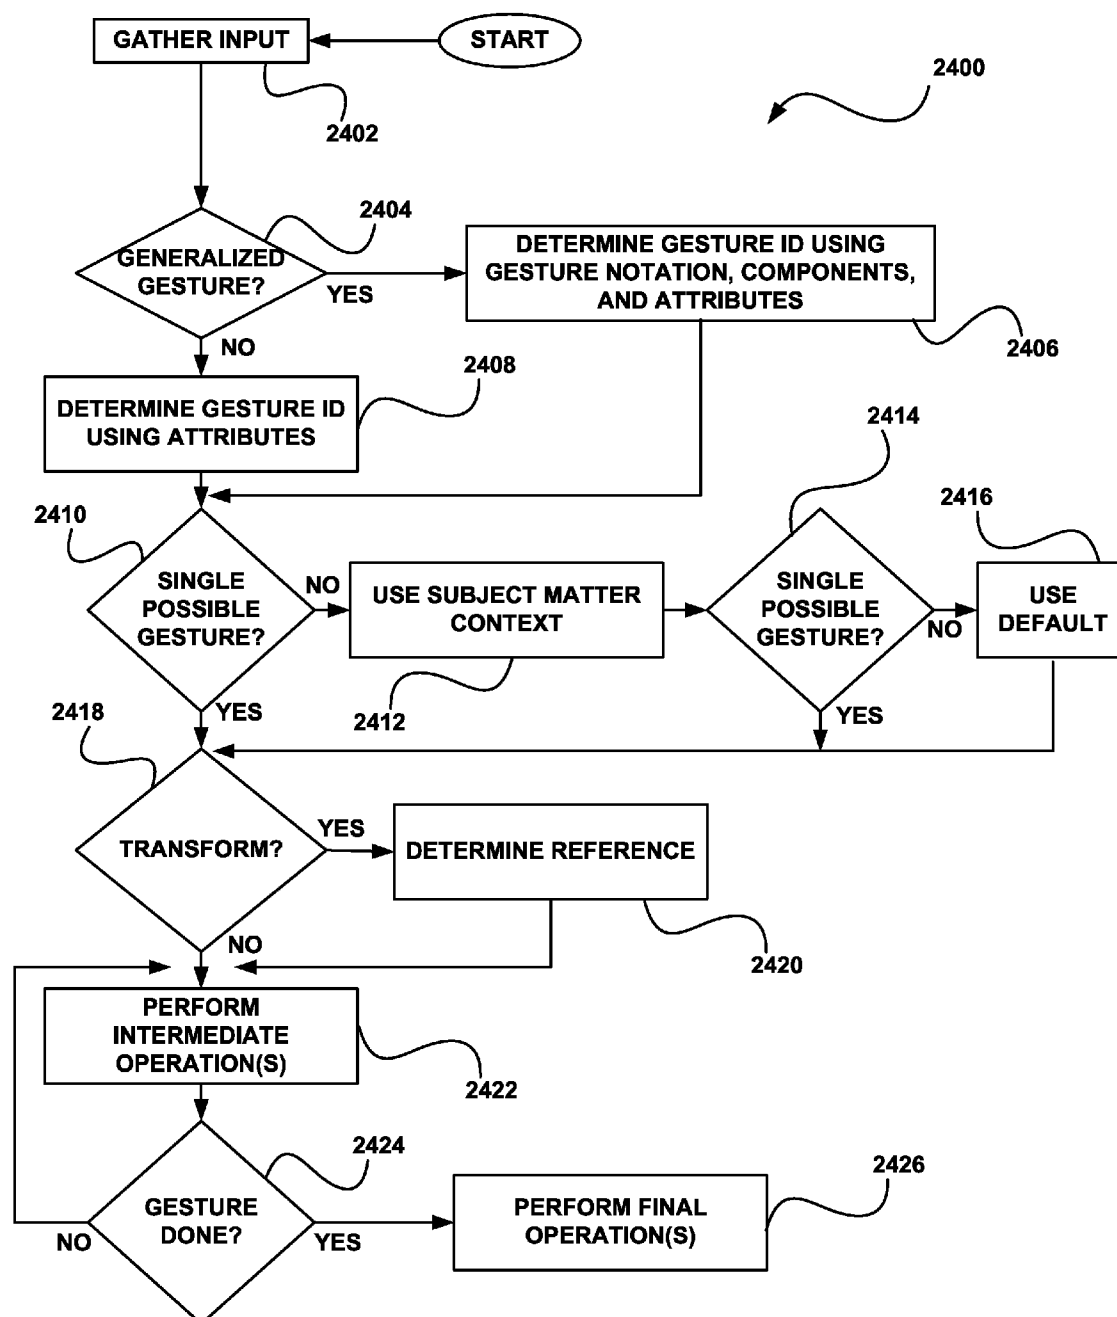 GATHER INPUT
START
2400
2402
2404
GENERALIZED
GESTURE?
YES
DETERMINE GESTURE ID USING
GESTURE NOTATION, COMPONENTS,
AND ATTRIBUTES
2406
NO
2408
DETERMINE GESTURE ID
USING ATTRIBUTES
2414
2416
2410
SINGLE
POSSIBLE
GESTURE?
NO
USE SUBJECT MATTER
CONTEXT
SINGLE
POSSIBLE
GESTURE?
NO
USE
DEFAULT
2412
YES
YES
2418
TRANSFORM?
YES
DETERMINE REFERENCE
2420
NO
PERFORM
INTERMEDIATE
OPERATION(S)
2422
2424
GESTURE
DONE?
NO
YES
PERFORM FINAL
OPERATION(S)
2426